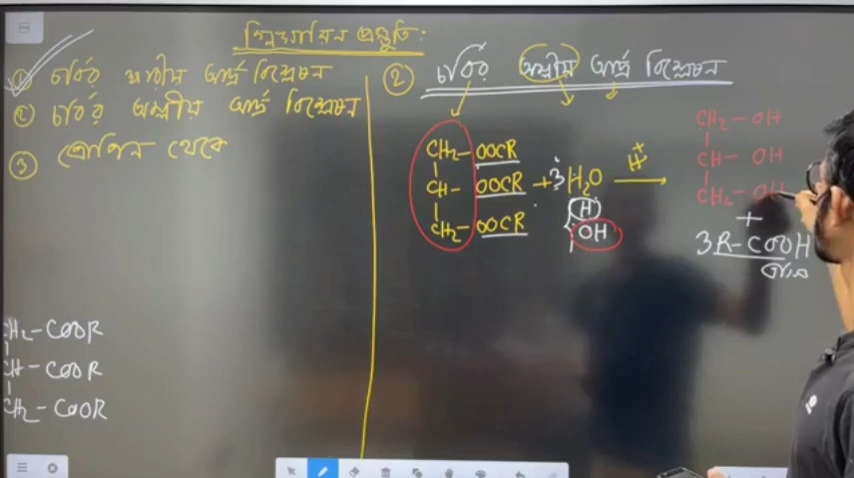 গ্লিসারিন প্রস্তুতি:
① চর্বির ক্ষারীয় আর্দ্র বিশ্লেষণ
② চর্বির অম্লীয় আর্দ্র বিশ্লেষণ
③ প্রোপিন থেকে
CH₂-COOR
CH-COOR
CH₂-COOR
② চর্বির অম্লীয় আর্দ্র বিশ্লেষণ
CH₂-OOCR
CH-OOCR + 3H₂O H⁺ →
CH₂-OOCR
H
OH
CH₂-OH
CH-OH
CH₂-OH
+
3R-COOH